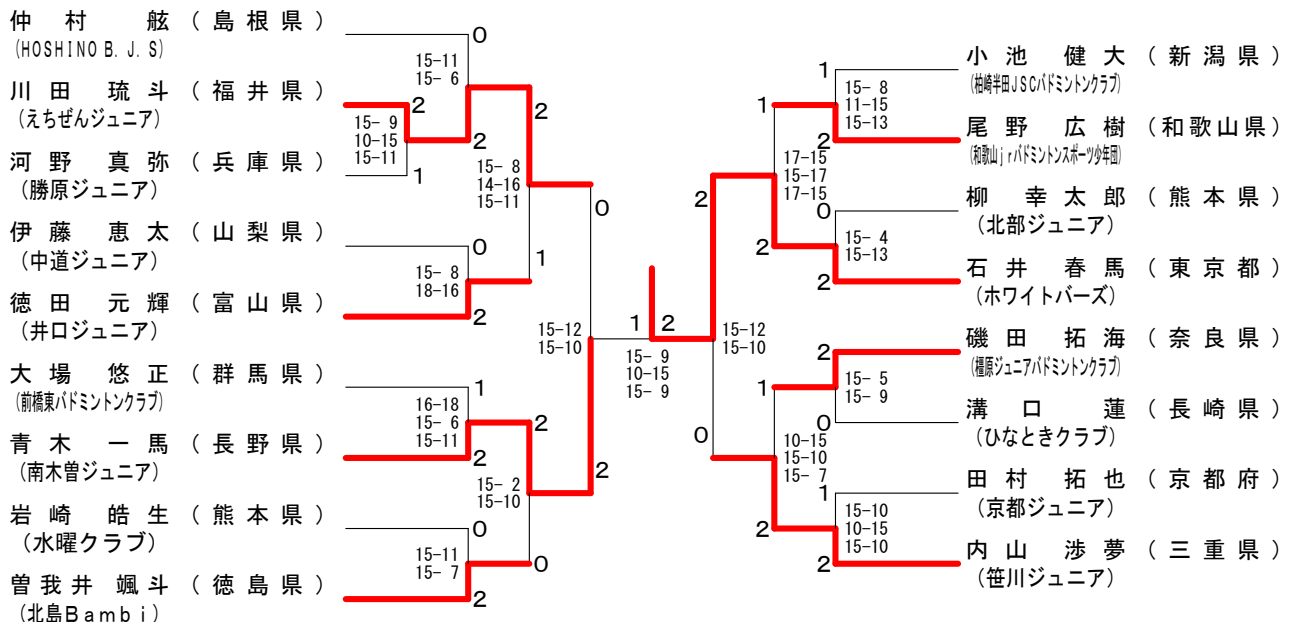 仲村 舷 (島根県)
(HOSHINO B. J. S)
川田 琉斗 (福井県)
(えちぜんジュニア)
河野 真弥 (兵庫県)
(勝原ジュニア)
伊藤 恵太 (山梨県)
(中道ジュニア)
徳田 元輝 (富山県)
(井口ジュニア)
大場 悠正 (群馬県)
(前橋東バドミントンクラブ)
青木 一馬 (長野県)
(南木曽ジュニア)
岩崎 皓生 (熊本県)
(水曜クラブ)
曽我井 颯斗 (徳島県)
(北島Bambi)
0
15-11
15- 6
2
2
15- 9
10-15
15-11
1
2
15- 8
14-16
15-11
0
15- 8
18-16
2
1
0
1
16-18
15- 6
15-11
2
2
15- 2
15-10
0
15-11
15- 7
2
0
2
15-12
15-10
1
2
15- 9
10-15
15- 9
15-12
15-10
2
0
1
17-15
15-17
17-15
2
1
15- 8
11-15
15-13
2
0
15- 4
15-13
2
1
10-15
15-10
15- 7
2
2
15- 5
15- 9
0
1
15-10
10-15
15-10
2
小池 健大 (新潟県)
(柏崎半田JSCバドミントンクラブ)
尾野 広樹 (和歌山県)
(和歌山jrバドミントンスポーツ少年団)
柳 幸太郎 (熊本県)
(北部ジュニア)
石井 春馬 (東京都)
(ホワイトバーズ)
磯田 拓海 (奈良県)
(橿原ジュニアバドミントンクラブ)
溝口 蓮 (長崎県)
(ひなときクラブ)
田村 拓也 (京都府)
(京都ジュニア)
内山 渉夢 (三重県)
(笹川ジュニア)